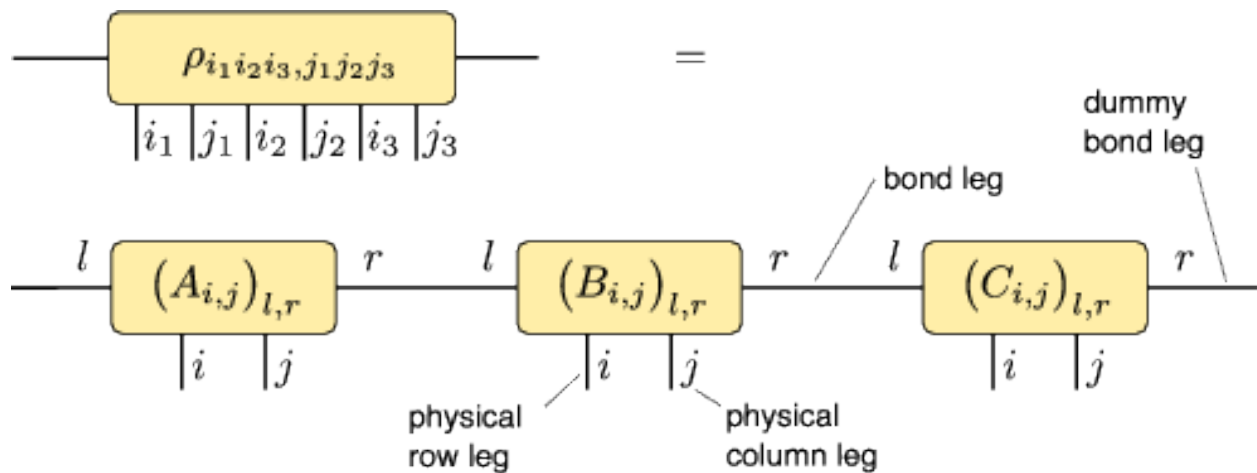 ρ_{i₁i₂i₃,j₁j₂j₃} =
i₁ j₁ i₂ j₂ i₃ j₃
dummy
bond leg
bond leg
l (A_{i,j})_{l,r} r l (B_{i,j})_{l,r} r l (C_{i,j})_{l,r} r
i j i j i j
physical
row leg
physical
column leg